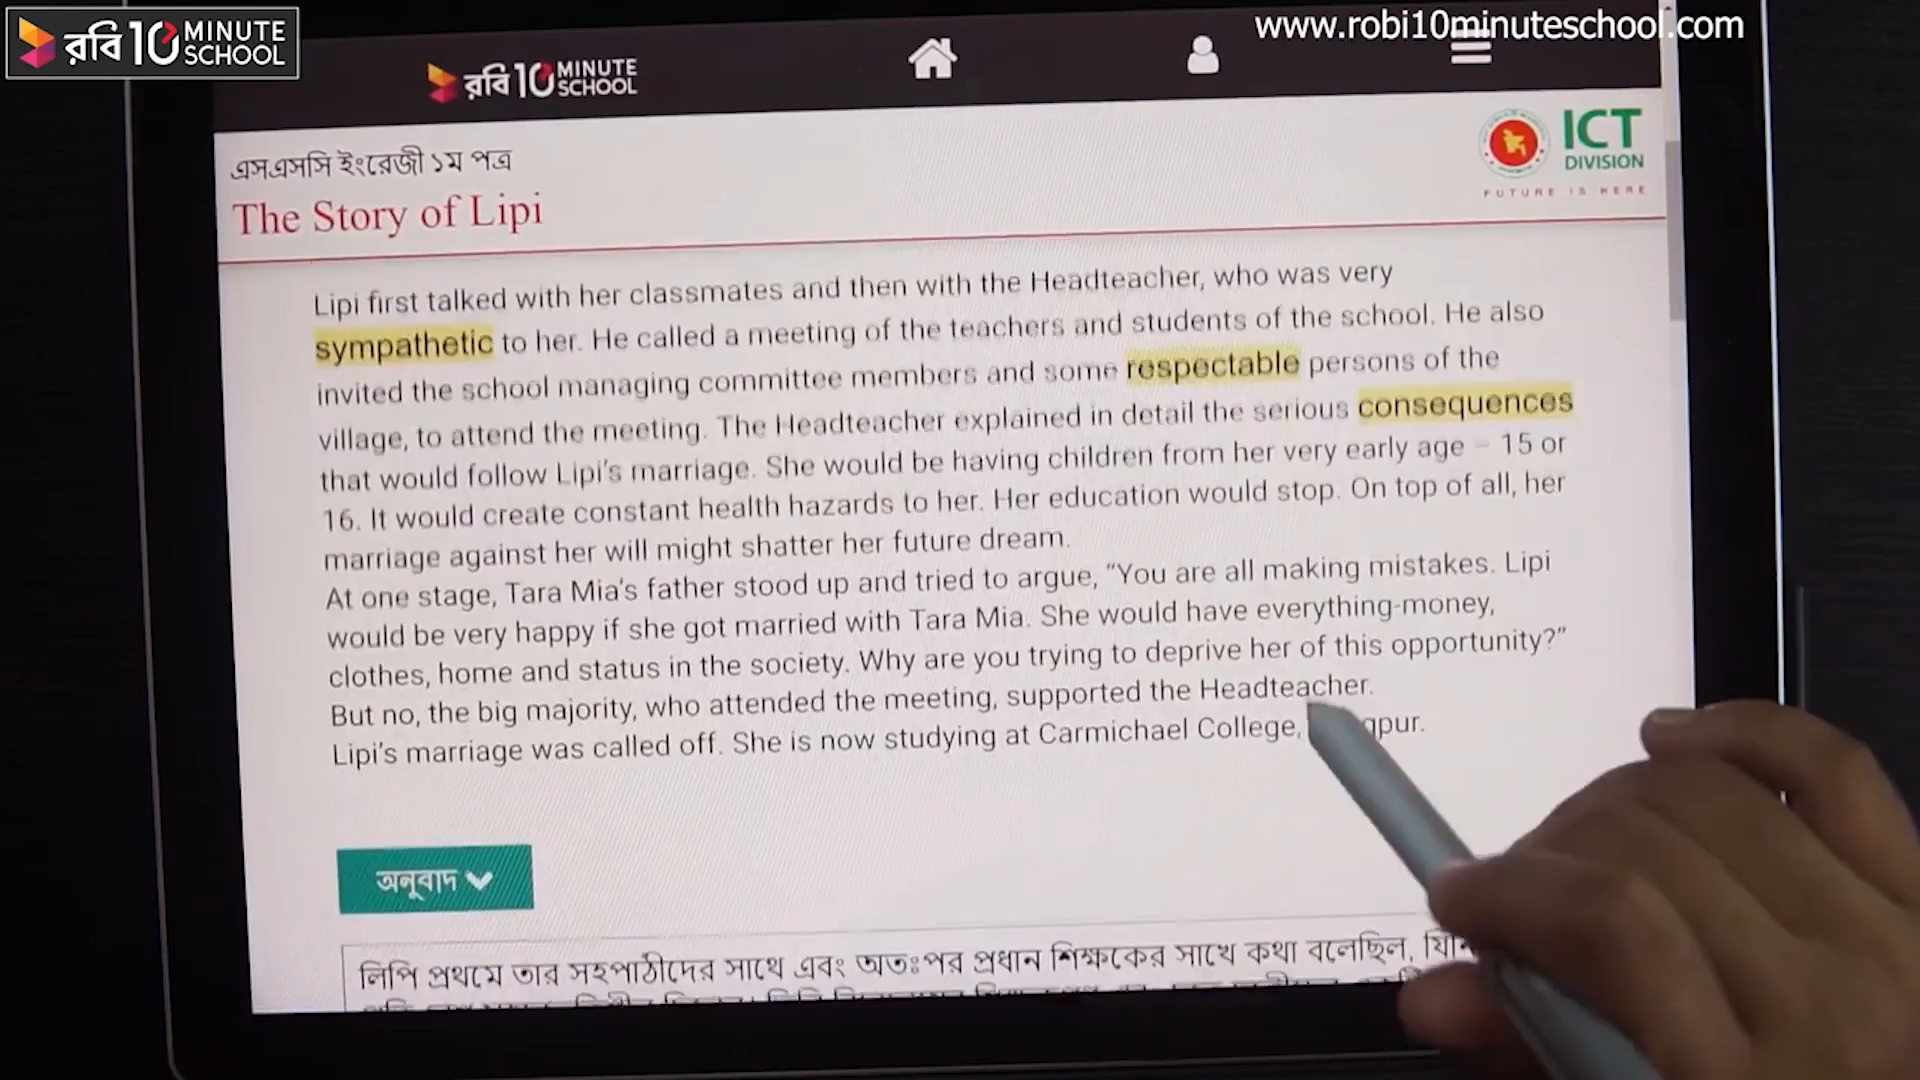 রবি 10 MINUTE SCHOOL
www.robi10minuteschool.com
রবি 10 MINUTE SCHOOL
ICT
DIVISION
FUTURE IS HERE
এসএসসি ইংরেজী ১ম পত্র
The Story of Lipi
Lipi first talked with her classmates and then with the Headteacher, who was very
sympathetic to her. He called a meeting of the teachers and students of the school. He also
invited the school managing committee members and some respectable persons of the
village, to attend the meeting. The Headteacher explained in detail the serious consequences
that would follow Lipi's marriage. She would be having children from her very early age – 15 or
16. It would create constant health hazards to her. Her education would stop. On top of all, her
marriage against her will might shatter her future dream.
At one stage, Tara Mia's father stood up and tried to argue, “You are all making mistakes. Lipi
would be very happy if she got married with Tara Mia. She would have everything-money,
clothes, home and status in the society. Why are you trying to deprive her of this opportunity?”
But no, the big majority, who attended the meeting, supported the Headteacher.
Lipi's marriage was called off. She is now studying at Carmichael College,
অনুবাদ
লিপি প্রথমে তার সহপাঠীদের সাথে এবং অতঃপর প্রধান শিক্ষকের সাথে কথা বলেছিল,